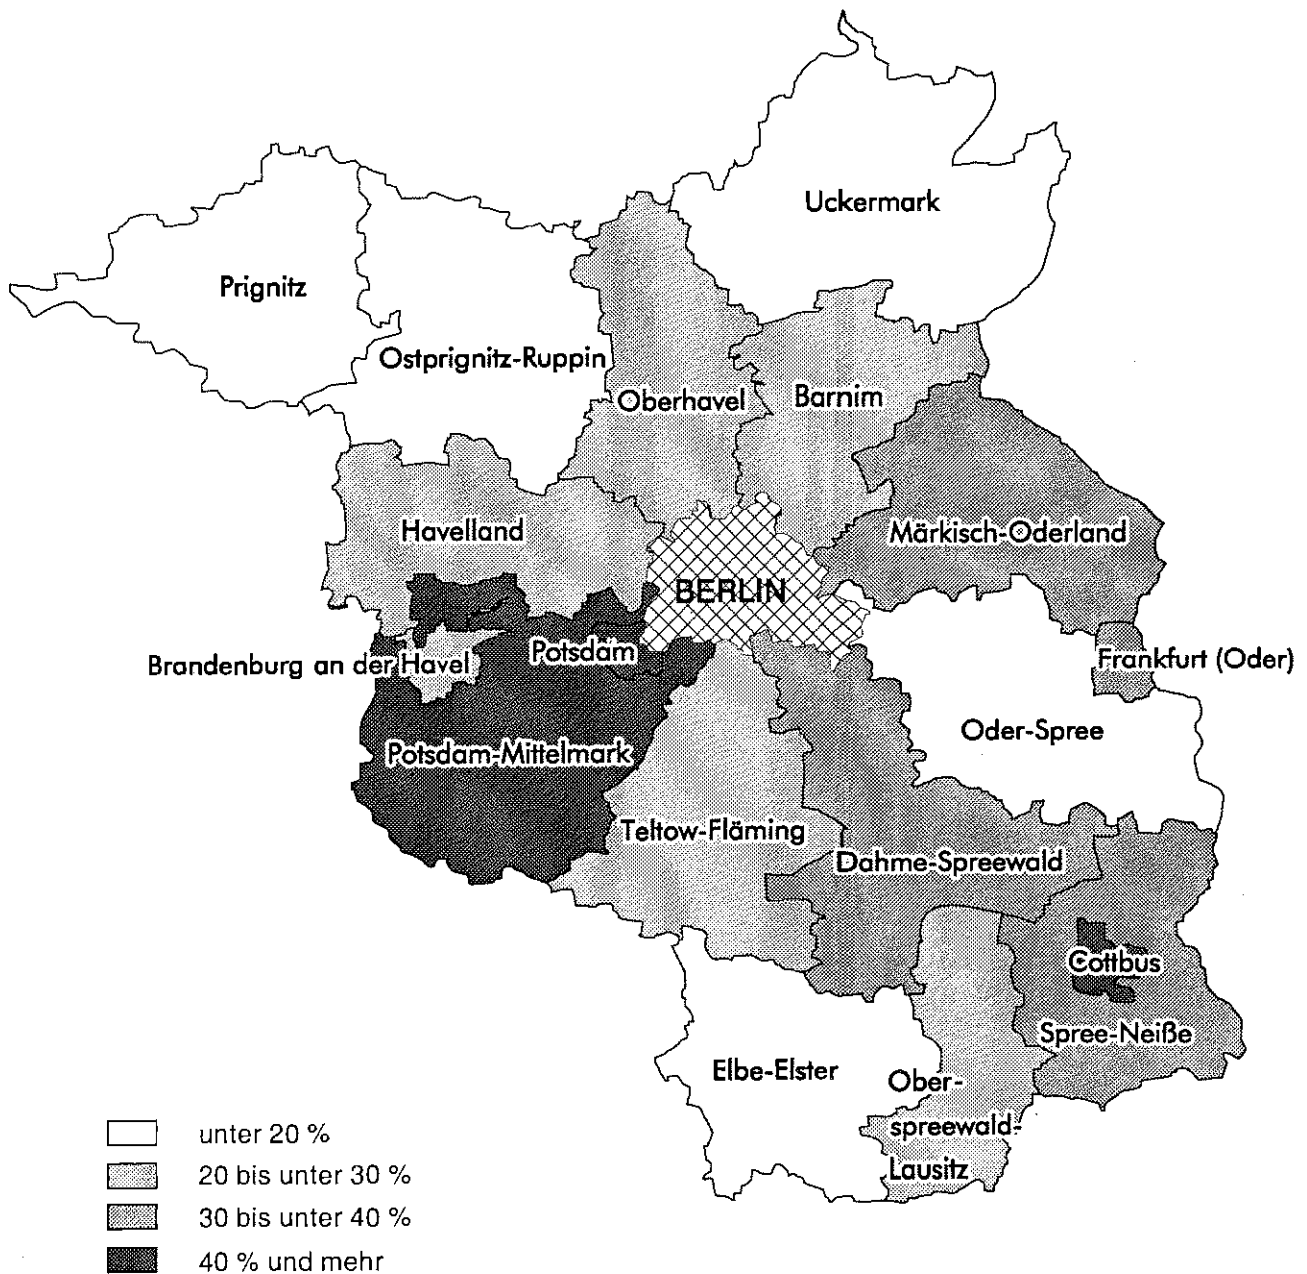 Uckermark
Prignitz
Ostprignitz-Ruppin
Oberhavel
Barnim
Havelland
Märkisch-Oderland
BERLIN
Brandenburg an der Havel
Potsdam
Frankfurt (Oder)
Potsdam-Mittelmark
Oder-Spree
Teltow-Fläming
Dahme-Spreewald
Cottbus
Spree-Neiße
Elbe-Elster
Ober-
spreewald-
Lausitz
unter 20 %
20 bis unter 30 %
30 bis unter 40 %
40 % und mehr